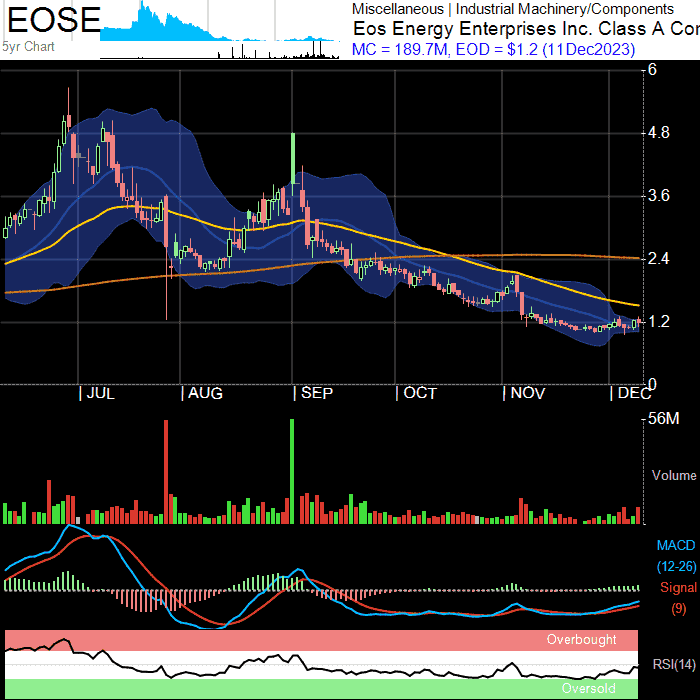 EOSE
5yr Chart
Miscellaneous | Industrial Machinery/Components
Eos Energy Enterprises Inc. Class A Cor
MC = 189.7M, EOD = $1.2 (11Dec2023)
6
4.8
3.6
2.4
1.2
0
| JUL | AUG | SEP | OCT | NOV | DEC
56M
Volume
MACD
(12-26)
Signal
(9)
Overbought
RSI(14)
Oversold